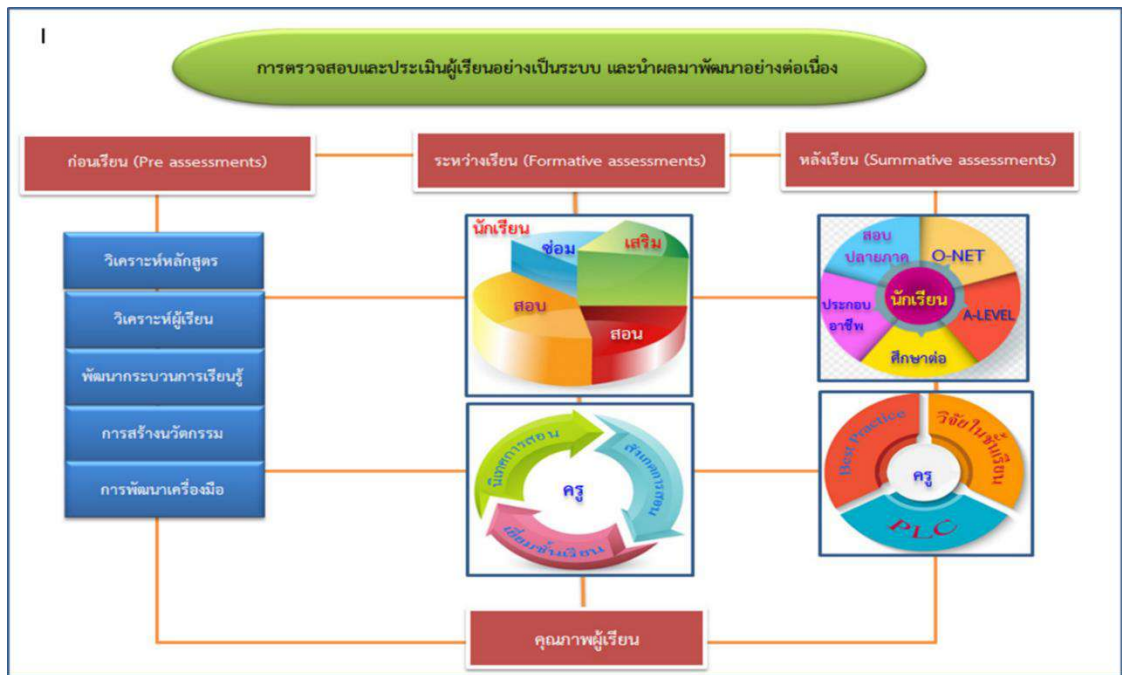 การตรวจสอบและประเมินผู้เรียนอย่างเป็นระบบ และนำผลมาพัฒนาอย่างต่อเนื่อง
ก่อนเรียน (Pre assessments)
ระหว่างเรียน (Formative assessments)
หลังเรียน (Summative assessments)
วิเคราะห์หลักสูตร
วิเคราะห์ผู้เรียน
พัฒนากระบวนการเรียนรู้
การสร้างนวัตกรรม
การพัฒนาเครื่องมือ
นักเรียน
ซ่อม
เสริม
สอบ
สอน
นิเทศการสอน
สังเกตการสอน
เยี่ยมชั้นเรียน
ครู
สอบ
ปลายภาค
O-NET
ประกอบ
อาชีพ
นักเรียน
A-LEVEL
ศึกษาต่อ
Best Practice
วิจัยในชั้นเรียน
ครู
PLC
คุณภาพผู้เรียน